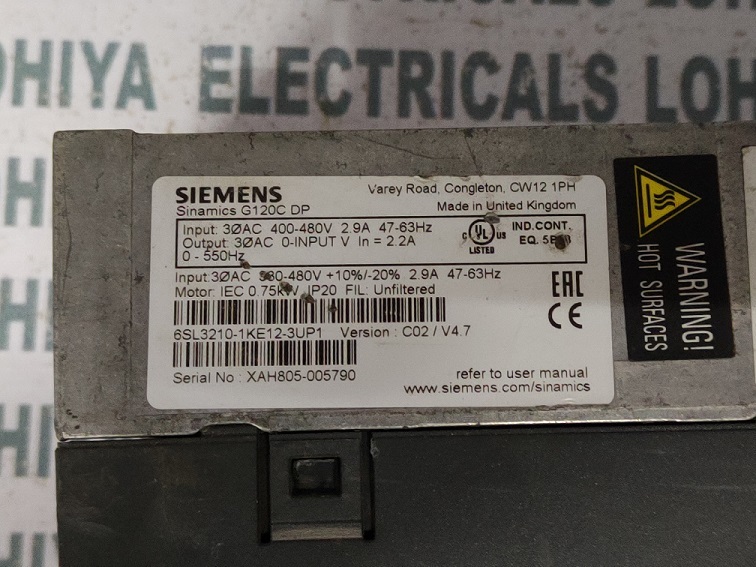 OHIYA ELECTRICALS LOH
SIEMENS
Sinamics G120C DP
Varey Road, Congleton, CW12 1PH
Made in United Kingdom
Input: 3ØAC 400-480V 2.9A 47-63Hz
Output: 3ØAC 0-INPUT V In = 2.2A
0 - 550Hz
C UL US LISTED
IND.CONT.
EQ.
Input:3ØAC 380-480V +10%/-20% 2.9A 47-63Hz
Motor: IEC 0.75kW IP20 FIL: Unfiltered
EAC
CE
6SL3210-1KE12-3UP1 Version : C02 / V4.7
Serial No : XAH805-005790
refer to user manual
www.siemens.com/sinamics
WARNING!
HOT SURFACES